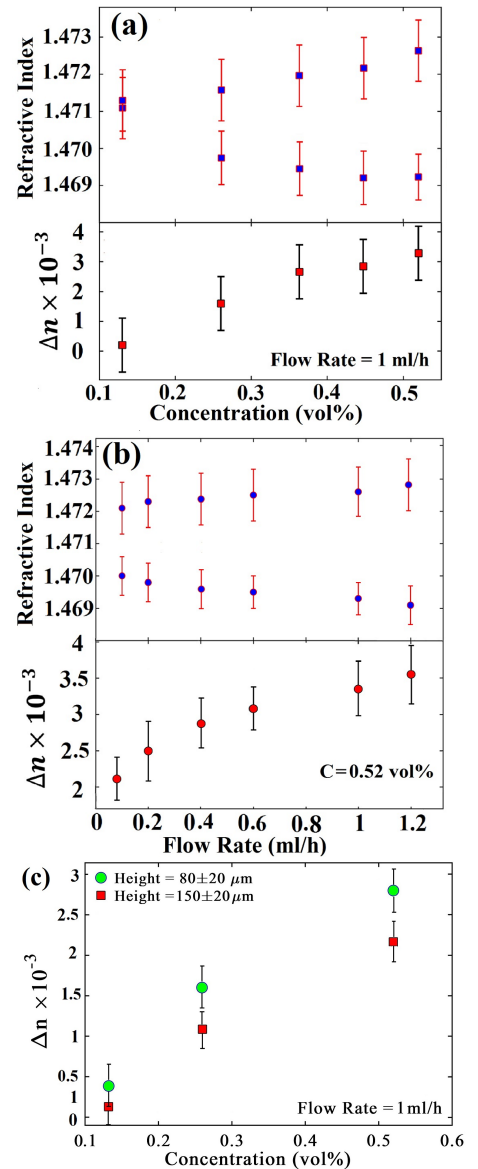 (a)
1.473
1.472
1.471
1.470
1.469
Refractive Index
4
3
2
1
0
Δn × 10⁻³
Flow Rate = 1 ml/h
0.1 0.2 0.3 0.4 0.5
Concentration (vol%)
(b)
1.474
1.473
1.472
1.471
1.470
1.469
Refractive Index
3.5
3
2.5
2
Δn × 10⁻³
C=0.52 vol%
0 0.2 0.4 0.6 0.8 1 1.2
Flow Rate (ml/h)
(c)
Height = 80±20 μm
Height = 150±20 μm
3
2.5
2
1.5
1
0.5
1
0
Δn ×10⁻³
Flow Rate = 1ml/h
0.1 0.2 0.3 0.4 0.5 0.6
Concentration (vol%)